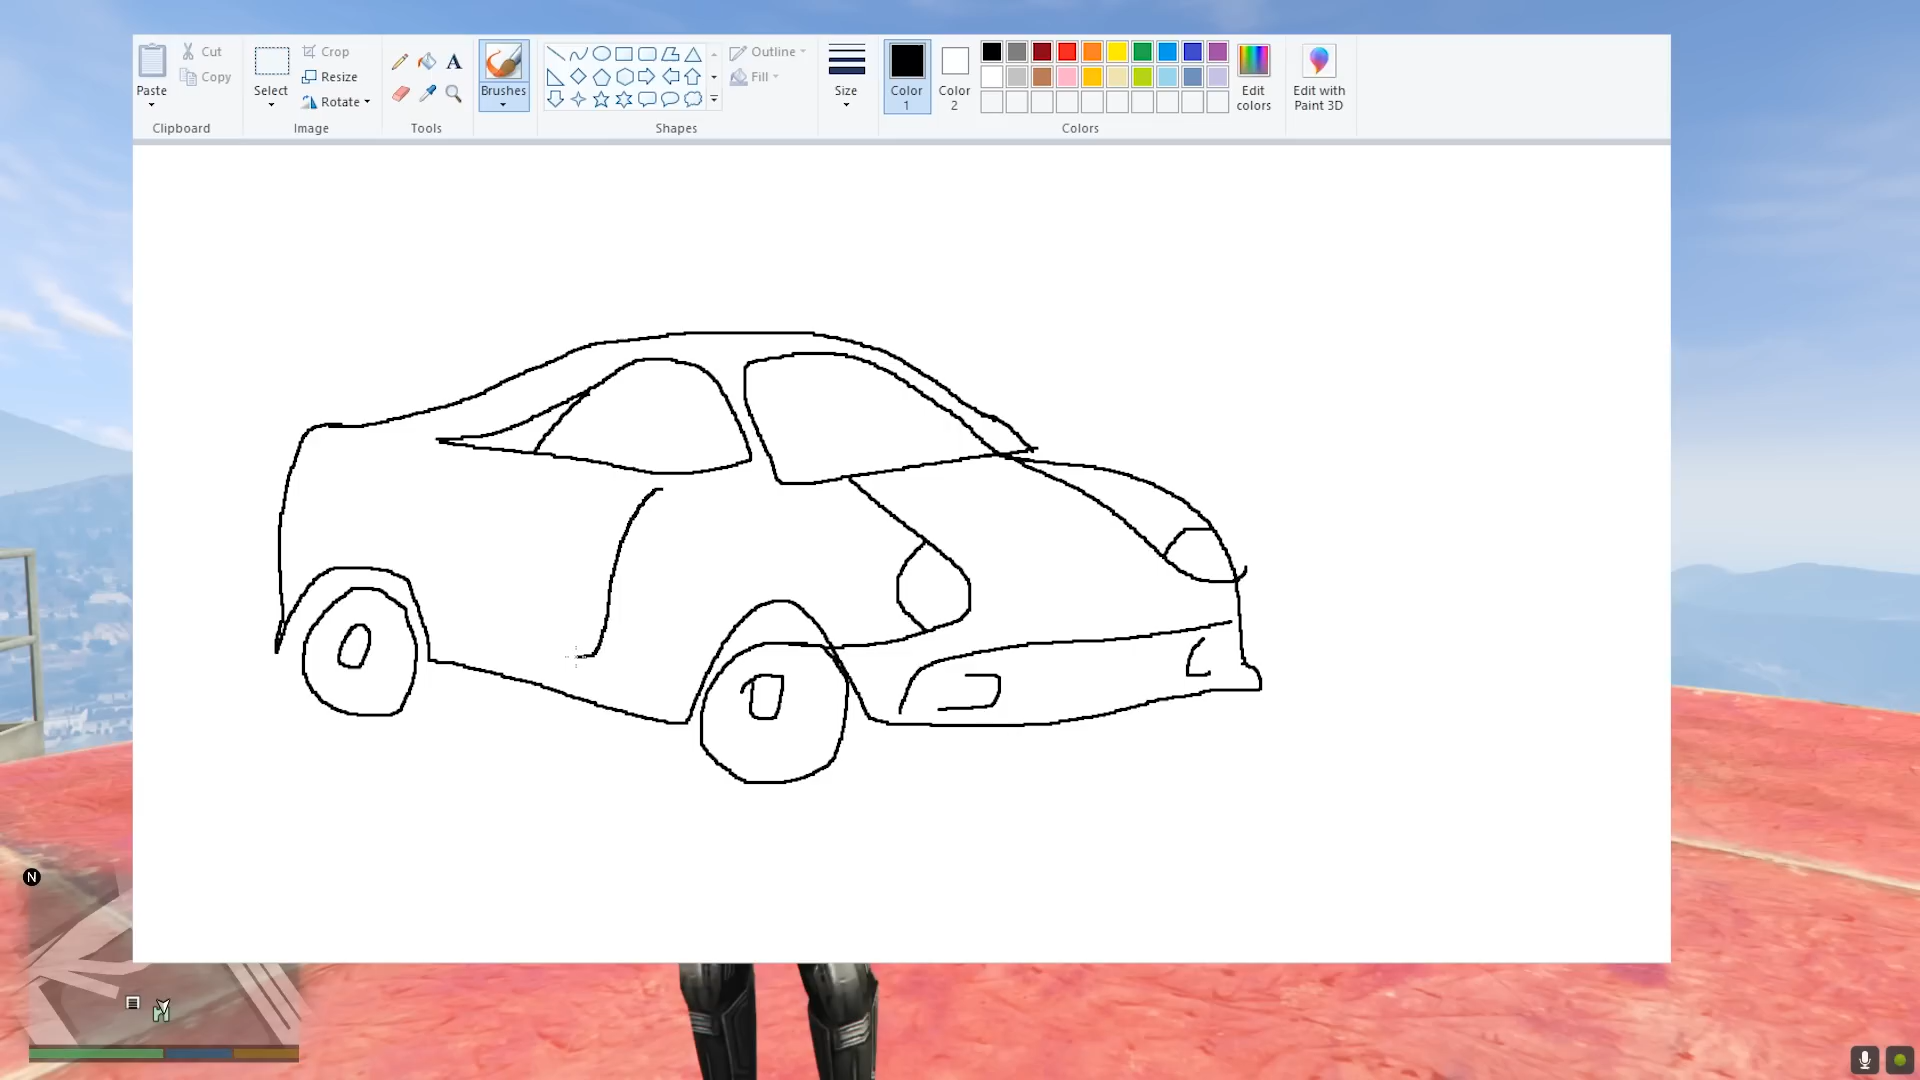 Paste
Cut
Copy
Clipboard
Select
Crop
Resize
Rotate
Image
A
Tools
Brushes
Shapes
Outline
Fill
Size
Color
1
Color
2
Colors
Edit
colors
Edit with
Paint 3D
N